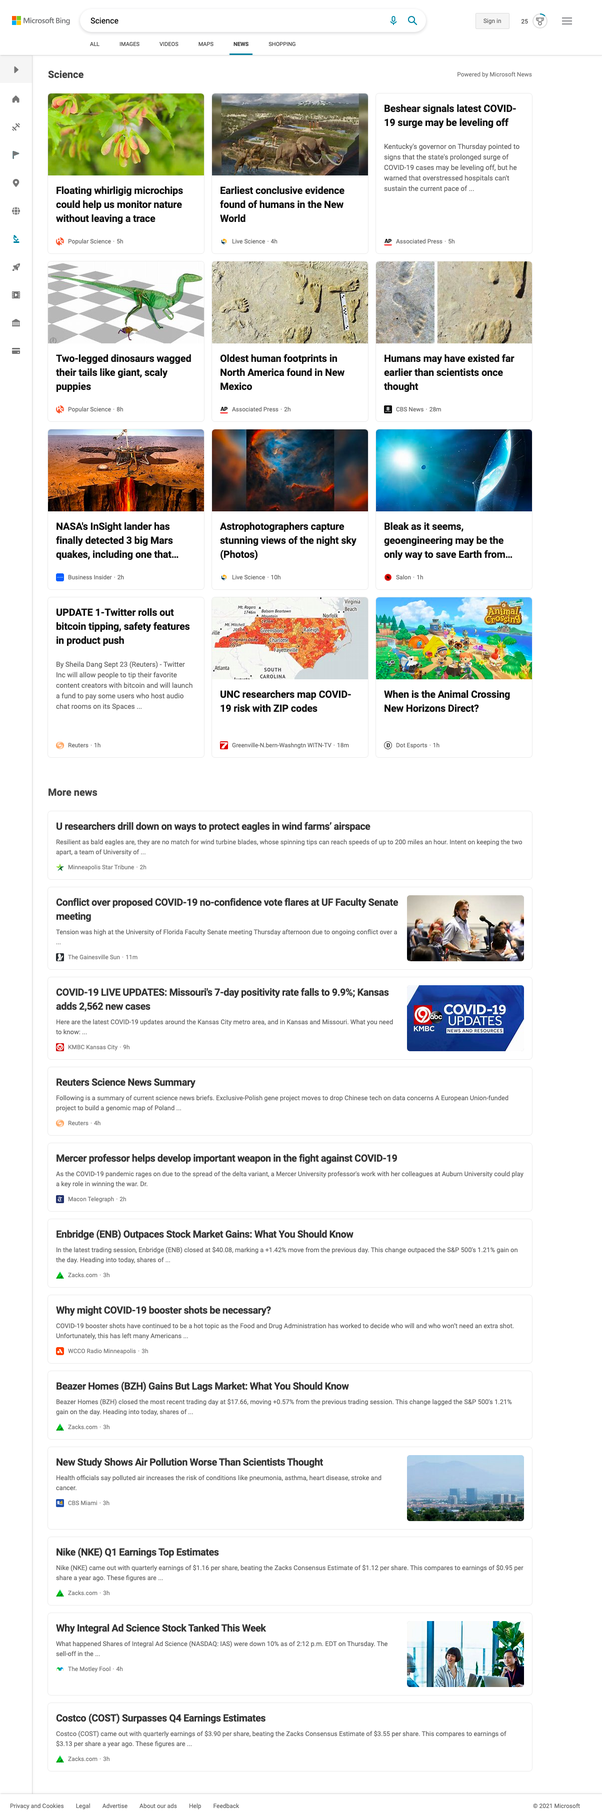 Microsoft Bing
Science
Sign in
25
ALL
IMAGES
VIDEOS
MAPS
NEWS
SHOPPING
Science
Powered by Microsoft News
Floating whirligig microchips
could help us monitor nature
without leaving a trace
Popular Science · 5h
Earliest conclusive evidence
found of humans in the New
World
Live Science · 4h
Beshear signals latest COVID-
19 surge may be leveling off
Kentucky's governor on Thursday pointed to
signs that the state's prolonged surge of
COVID-19 cases may be leveling off, but he
warned that overstressed hospitals can't
sustain the current pace of ...
AP
Associated Press · 5h
Two-legged dinosaurs wagged
their tails like giant, scaly
puppies
Popular Science · 8h
Oldest human footprints in
North America found in New
Mexico
AP
Associated Press · 2h
Humans may have existed far
earlier than scientists once
thought
CBS News · 28m
NASA's InSight lander has
finally detected 3 big Mars
quakes, including one that...
Business Insider · 2h
Astrophotographers capture
stunning views of the night sky
(Photos)
Live Science · 10h
Bleak as it seems,
geoengineering may be the
only way to save Earth from...
Salon · 1h
UPDATE 1-Twitter rolls out
bitcoin tipping, safety features
in product push
By Sheila Dang Sept 23 (Reuters) - Twitter
Inc will allow people to tip their favorite
content creators with bitcoin and will launch
a fund to pay some users who host audio
chat rooms on its Spaces ...
Reuters · 1h
Virginia
Beach
Norfolk
Raleigh
Atlanta
SOUTH
CAROLINA
UNC researchers map COVID-
19 risk with ZIP codes
Greenville-N.bern-Washngtn WITN-TV · 18m
Animal
Crossing
When is the Animal Crossing
New Horizons Direct?
Dot Esports · 1h
More news
U researchers drill down on ways to protect eagles in wind farms' airspace
Resilient as bald eagles are, they are no match for wind turbine blades, whose spinning tips can reach speeds of up to 200 miles an hour. Intent on keeping the two
apart, a team of University of ...
Minneapolis Star Tribune · 2h
Conflict over proposed COVID-19 no-confidence vote flares at UF Faculty Senate
meeting
Tension was high at the University of Florida Faculty Senate meeting Thursday afternoon due to ongoing conflict over a
...
The Gainesville Sun · 11m
COVID-19 LIVE UPDATES: Missouri's 7-day positivity rate falls to 9.9%; Kansas
adds 2,562 new cases
Here are the latest COVID-19 updates around the Kansas City metro area, and in Kansas and Missouri. What you need
to know: ...
KMBC Kansas City · 9h
9 abc
KMBC
COVID-19
UPDATES
NEWS AND RESOURCES
Reuters Science News Summary
Following is a summary of current science news briefs. Exclusive-Polish gene project moves to drop Chinese tech on data concerns A European Union-funded
project to build a genomic map of Poland ...
Reuters · 4h
Mercer professor helps develop important weapon in the fight against COVID-19
As the COVID-19 pandemic rages on due to the spread of the delta variant, a Mercer University professor's work with her colleagues at Auburn University could play
a key role in winning the war. Dr.
Macon Telegraph · 2h
Enbridge (ENB) Outpaces Stock Market Gains: What You Should Know
In the latest trading session, Enbridge (ENB) closed at $40.08, marking a +1.42% move from the previous day. This change outpaced the S&P 500's 1.21% gain on
the day. Heading into today, shares of ...
Zacks.com · 3h
Why might COVID-19 booster shots be necessary?
COVID-19 booster shots have continued to be a hot topic as the Food and Drug Administration has worked to decide who will and who won't need an extra shot.
Unfortunately, this has left many Americans ...
WCCO Radio Minneapolis · 3h
Beazer Homes (BZH) Gains But Lags Market: What You Should Know
Beazer Homes (BZH) closed the most recent trading day at $17.66, moving +0.57% from the previous trading session. This change lagged the S&P 500's 1.21%
gain on the day. Heading into today, shares of ...
Zacks.com · 3h
New Study Shows Air Pollution Worse Than Scientists Thought
Health officials say polluted air increases the risk of conditions like pneumonia, asthma, heart disease, stroke and
cancer.
CBS Miami · 3h
Nike (NKE) Q1 Earnings Top Estimates
Nike (NKE) came out with quarterly earnings of $1.16 per share, beating the Zacks Consensus Estimate of $1.12 per share. This compares to earnings of $0.95 per
share a year ago. These figures are ...
Zacks.com · 3h
Why Integral Ad Science Stock Tanked This Week
What happened Shares of Integral Ad Science (NASDAQ: IAS) were down 10% as of 2:12 p.m. EDT on Thursday. The
sell-off in the ...
The Motley Fool · 4h
Costco (COST) Surpasses Q4 Earnings Estimates
Costco (COST) came out with quarterly earnings of $3.90 per share, beating the Zacks Consensus Estimate of $3.55 per share. This compares to earnings of
$3.13 per share a year ago. These figures are ...
Zacks.com · 3h
Privacy and Cookies
Legal
Advertise
About our ads
Help
Feedback
© 2021 Microsoft